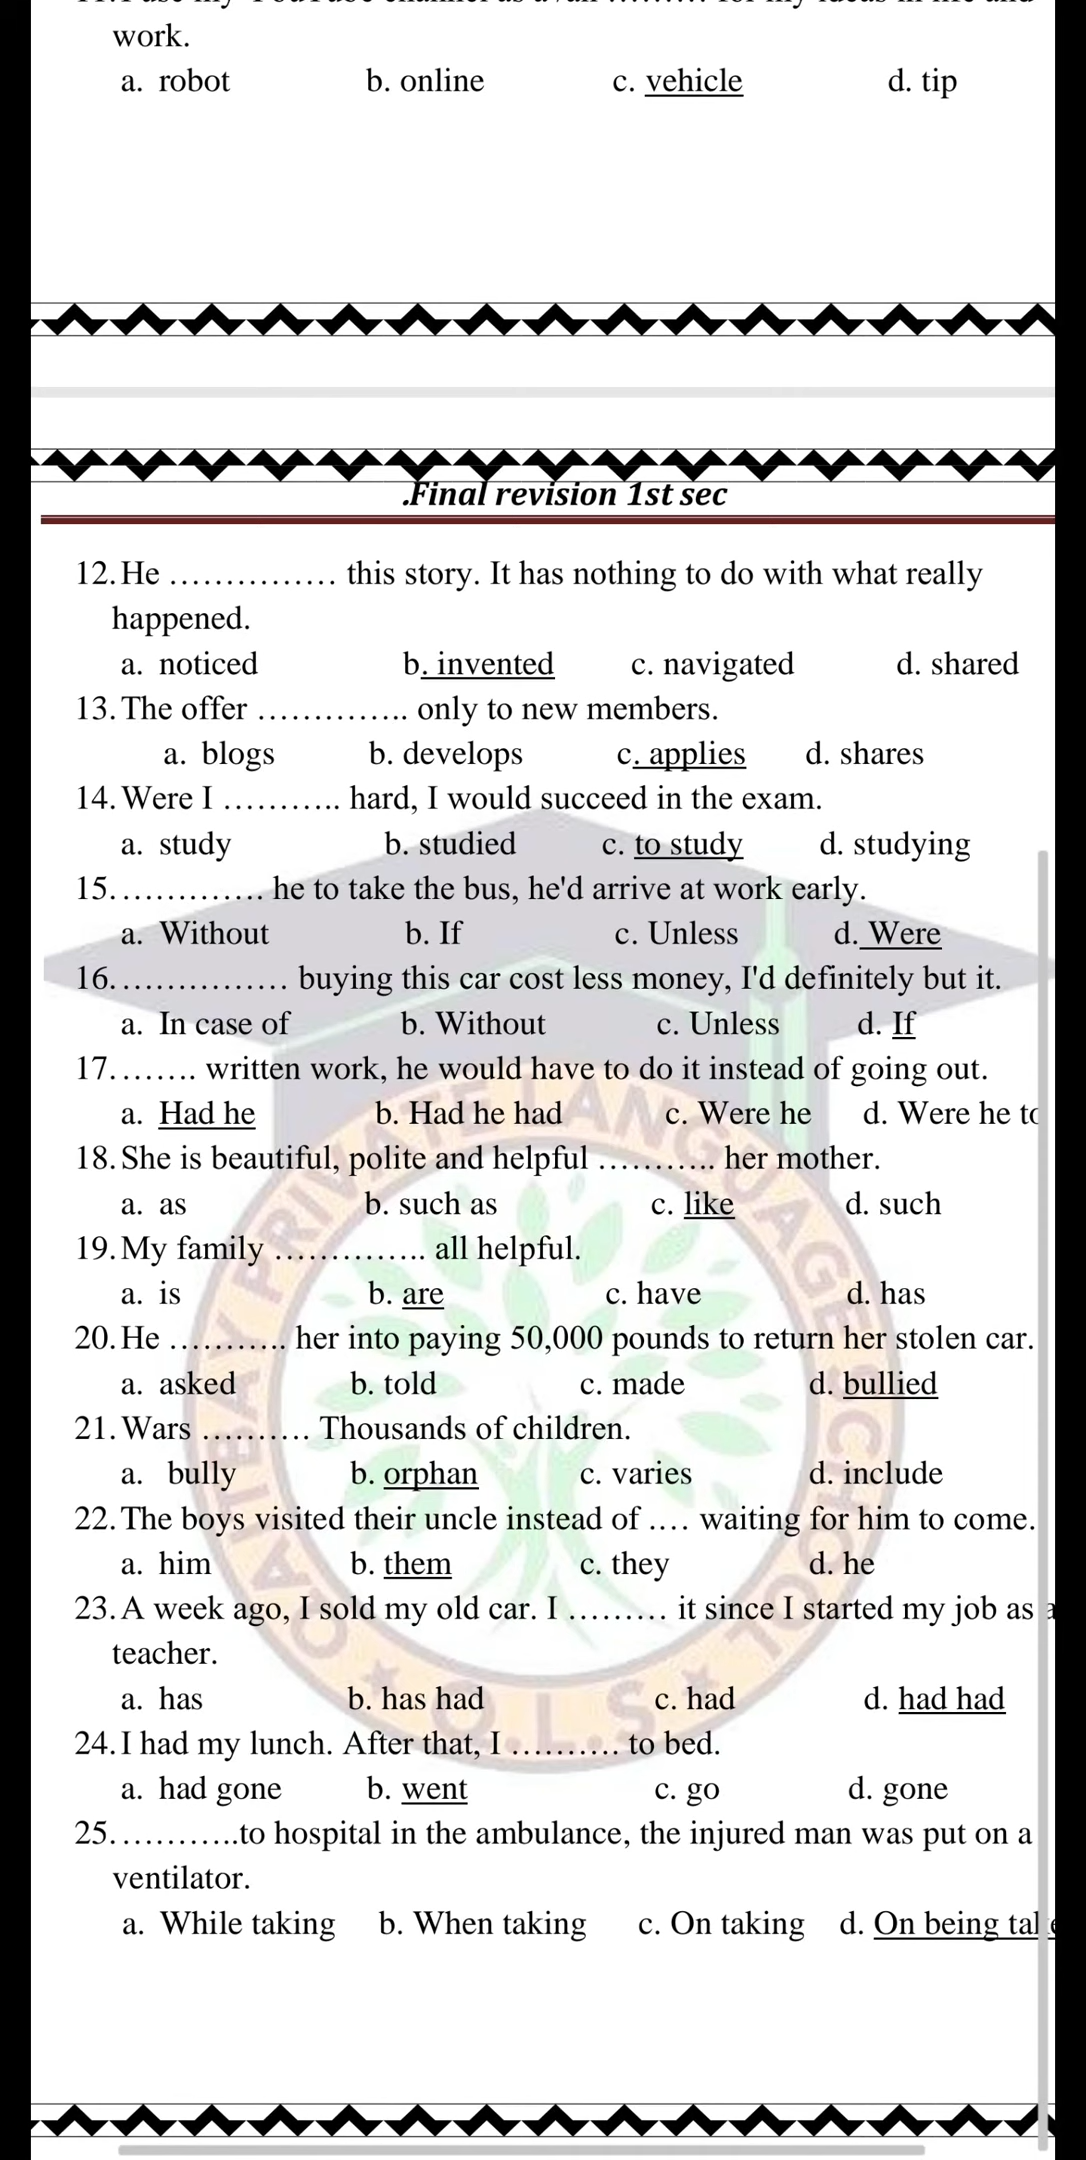 work.
a. robot b. online c. vehicle d. tip
.Final revision 1st sec
12. He …………… this story. It has nothing to do with what really
happened.
a. noticed b. invented c. navigated d. shared
13. The offer ………….. only to new members.
a. blogs b. develops c. applies d. shares
14. Were I ……….. hard, I would succeed in the exam.
a. study b. studied c. to study d. studying
15. ………….. he to take the bus, he'd arrive at work early.
a. Without b. If c. Unless d. Were
16. …………… buying this car cost less money, I'd definitely but it.
a. In case of b. Without c. Unless d. If
17. …….. written work, he would have to do it instead of going out.
a. Had he b. Had he had c. Were he d. Were he to
18. She is beautiful, polite and helpful ……….. her mother.
a. as b. such as c. like d. such
19. My family ………….. all helpful.
a. is b. are c. have d. has
20. He ……….. her into paying 50,000 pounds to return her stolen car.
a. asked b. told c. made d. bullied
21. Wars ………. Thousands of children.
a. bully b. orphan c. varies d. include
22. The boys visited their uncle instead of …. waiting for him to come.
a. him b. them c. they d. he
23. A week ago, I sold my old car. I ……… it since I started my job as a
teacher.
a. has b. has had c. had d. had had
24. I had my lunch. After that, I ………. to bed.
a. had gone b. went c. go d. gone
25. ………..to hospital in the ambulance, the injured man was put on a
ventilator.
a. While taking b. When taking c. On taking d. On being
QAITBAY PRIVATE LANGUAGE SCHOOL
Q.L.S